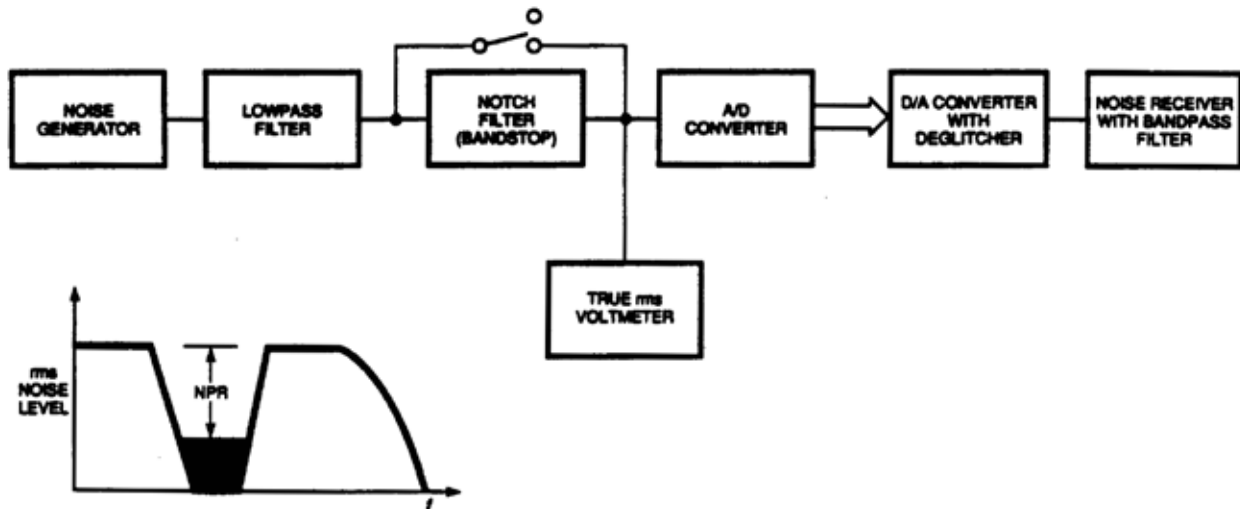 NOISE
GENERATOR
LOWPASS
FILTER
NOTCH
FILTER
(BANDSTOP)
A/D
CONVERTER
D/A CONVERTER
WITH
DEGLITCHER
NOISE RECEIVER
WITH BANDPASS
FILTER
TRUE rms
VOLTMETER
rms
NOISE
LEVEL
NPR
f